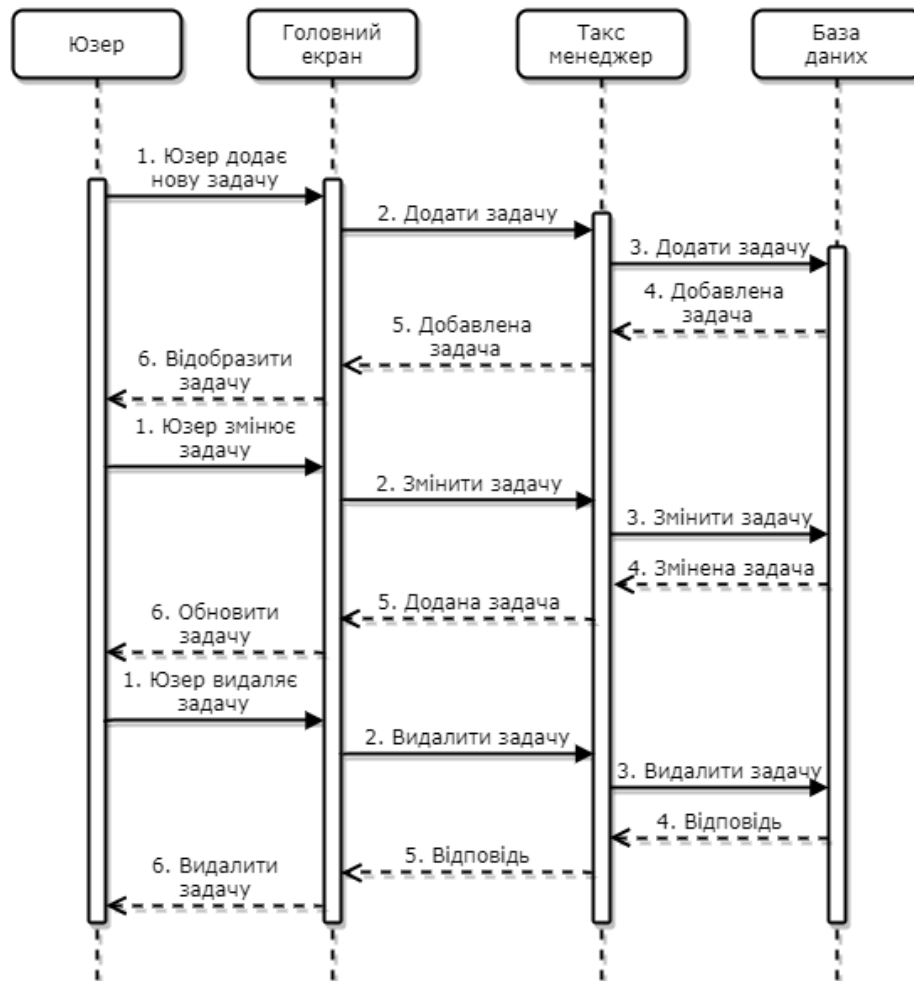 Юзер
Головний
екран
Такс
менеджер
База
даних
1. Юзер додає
нову задачу
2. Додати задачу
3. Додати задачу
4. Добавлена
задача
5. Добавлена
задача
6. Відобразити
задачу
1. Юзер змінює
задачу
2. Змінити задачу
3. Змінити задачу
4. Змінена задача
5. Додана задача
6. Обновити
задачу
1. Юзер видаляє
задачу
2. Видалити задачу
3. Видалити задачу
4. Відповідь
5. Відповідь
6. Видалити
задачу